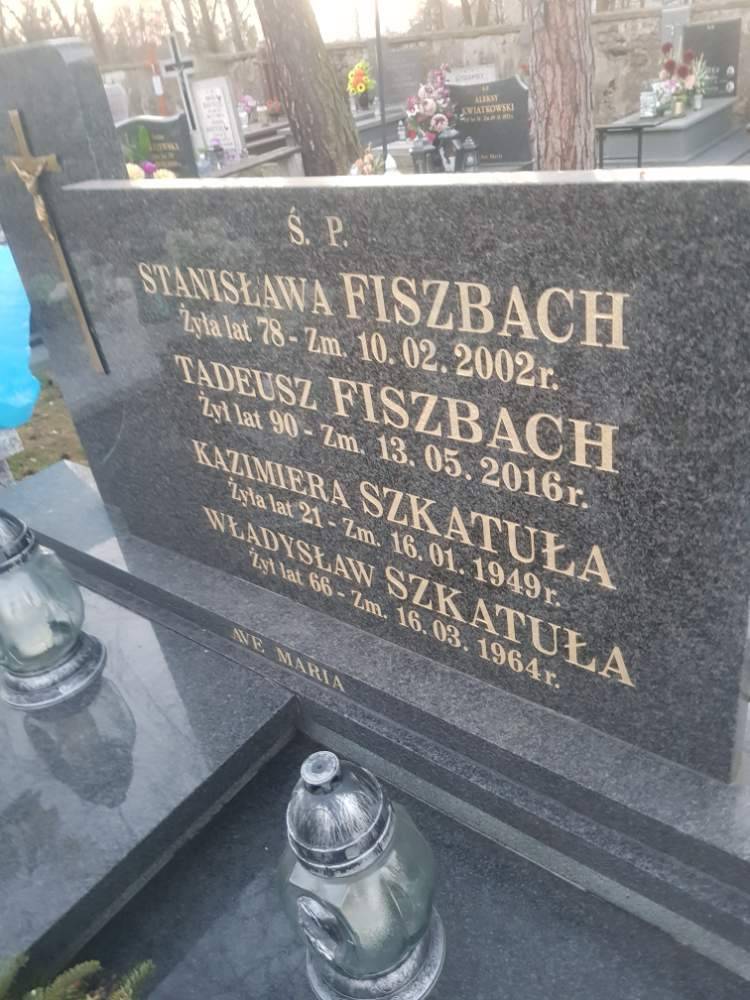 ALEKSY
KWIATKOWSKI
Ś. P.
STANISŁAWA FISZBACH
Żyła lat 78 - Zm. 10. 02. 2002r.
TADEUSZ FISZBACH
Żył lat 90 - Zm. 13. 05. 2016r.
KAZIMIERA SZKATUŁA
Żyła lat 21 - Zm. 16. 01. 1949r.
WŁADYSŁAW SZKATUŁA
Żył lat 66 - Zm. 16. 03. 1964r.
AVE MARIA